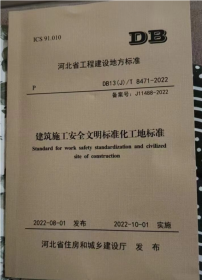 ICS 91.010
DB
河北省工程建设地方标准
P
DB13(J)/T 8471-2022
备案号：J11488-2022
建筑施工安全文明标准化工地标准
Standard for work safety standardization and civilized
site of construction
2022-08-01 发布
2022-10-01 实施
河北省住房和城乡建设厅 发布